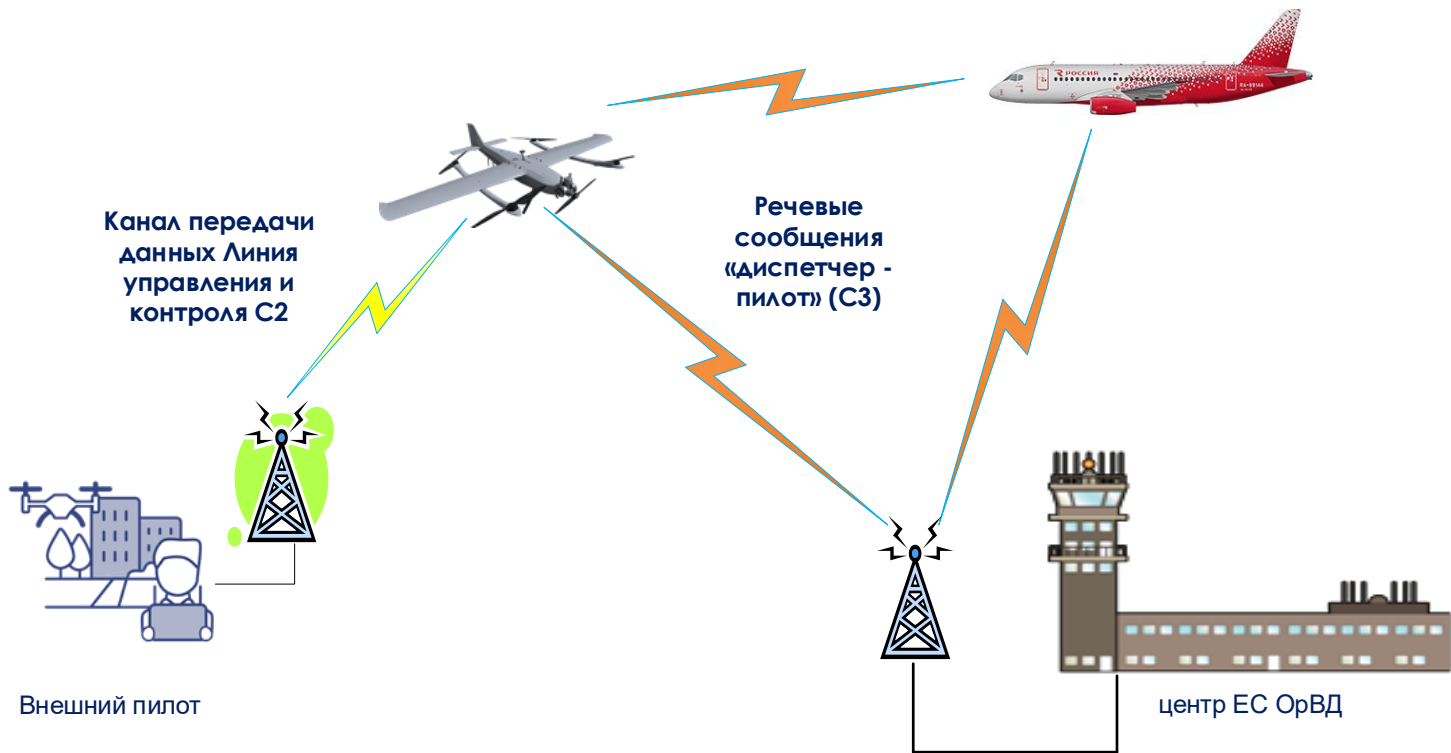 РОССИЯ
Канал передачи
данных Линия
управления и
контроля С2
Речевые
сообщения
«диспетчер -
пилот» (С3)
Внешний пилот
центр ЕС ОрВД